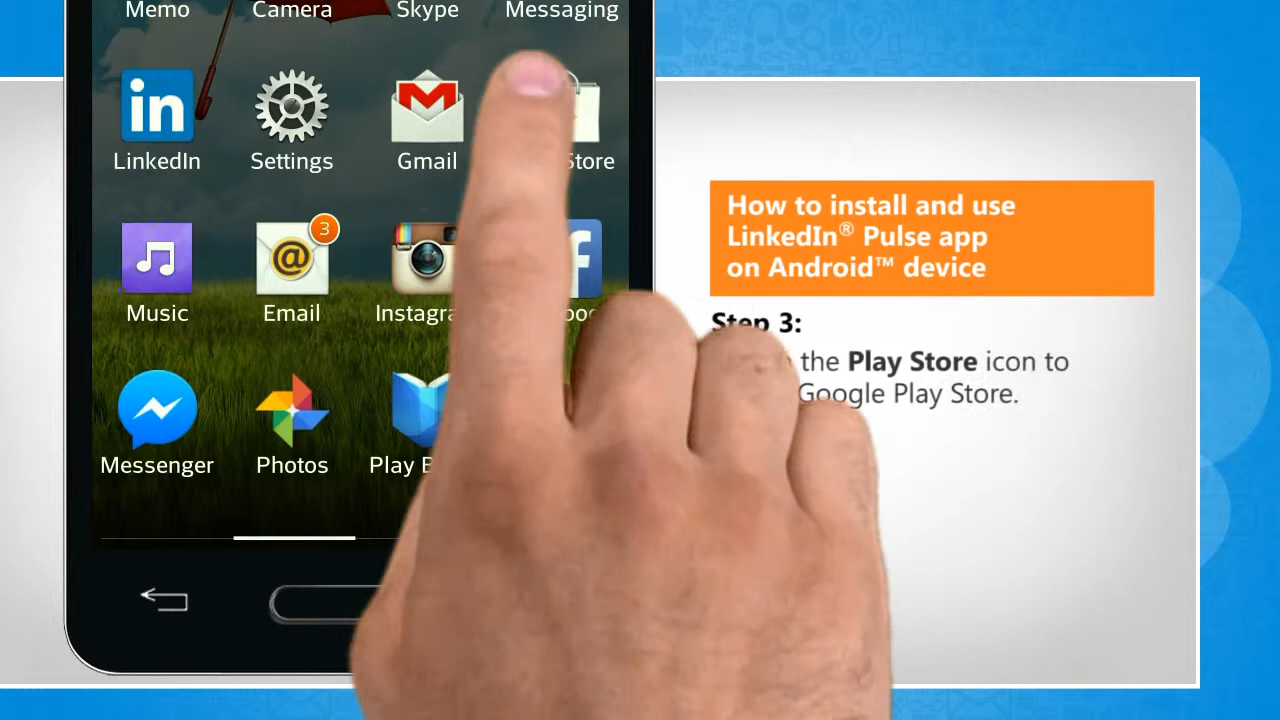 Memo
Camera
Skype
Messaging
in
LinkedIn
Settings
Gmail
Store
3
@
f
Music
Email
Messenger
Photos
Play
How to install and use
LinkedIn® Pulse app
on Android™ device
Step 3:
the Play Store icon to
Google Play Store.